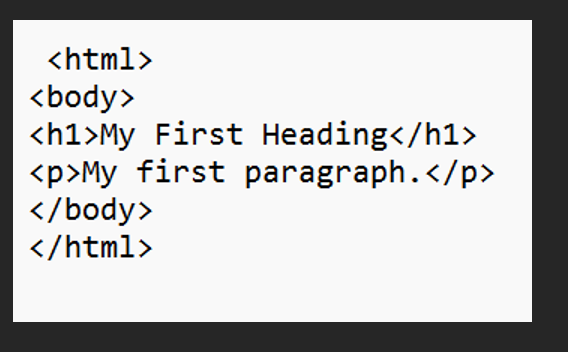 <html>
<body>
<h1>My First Heading</h1>
<p>My first paragraph.</p>
</body>
</html>